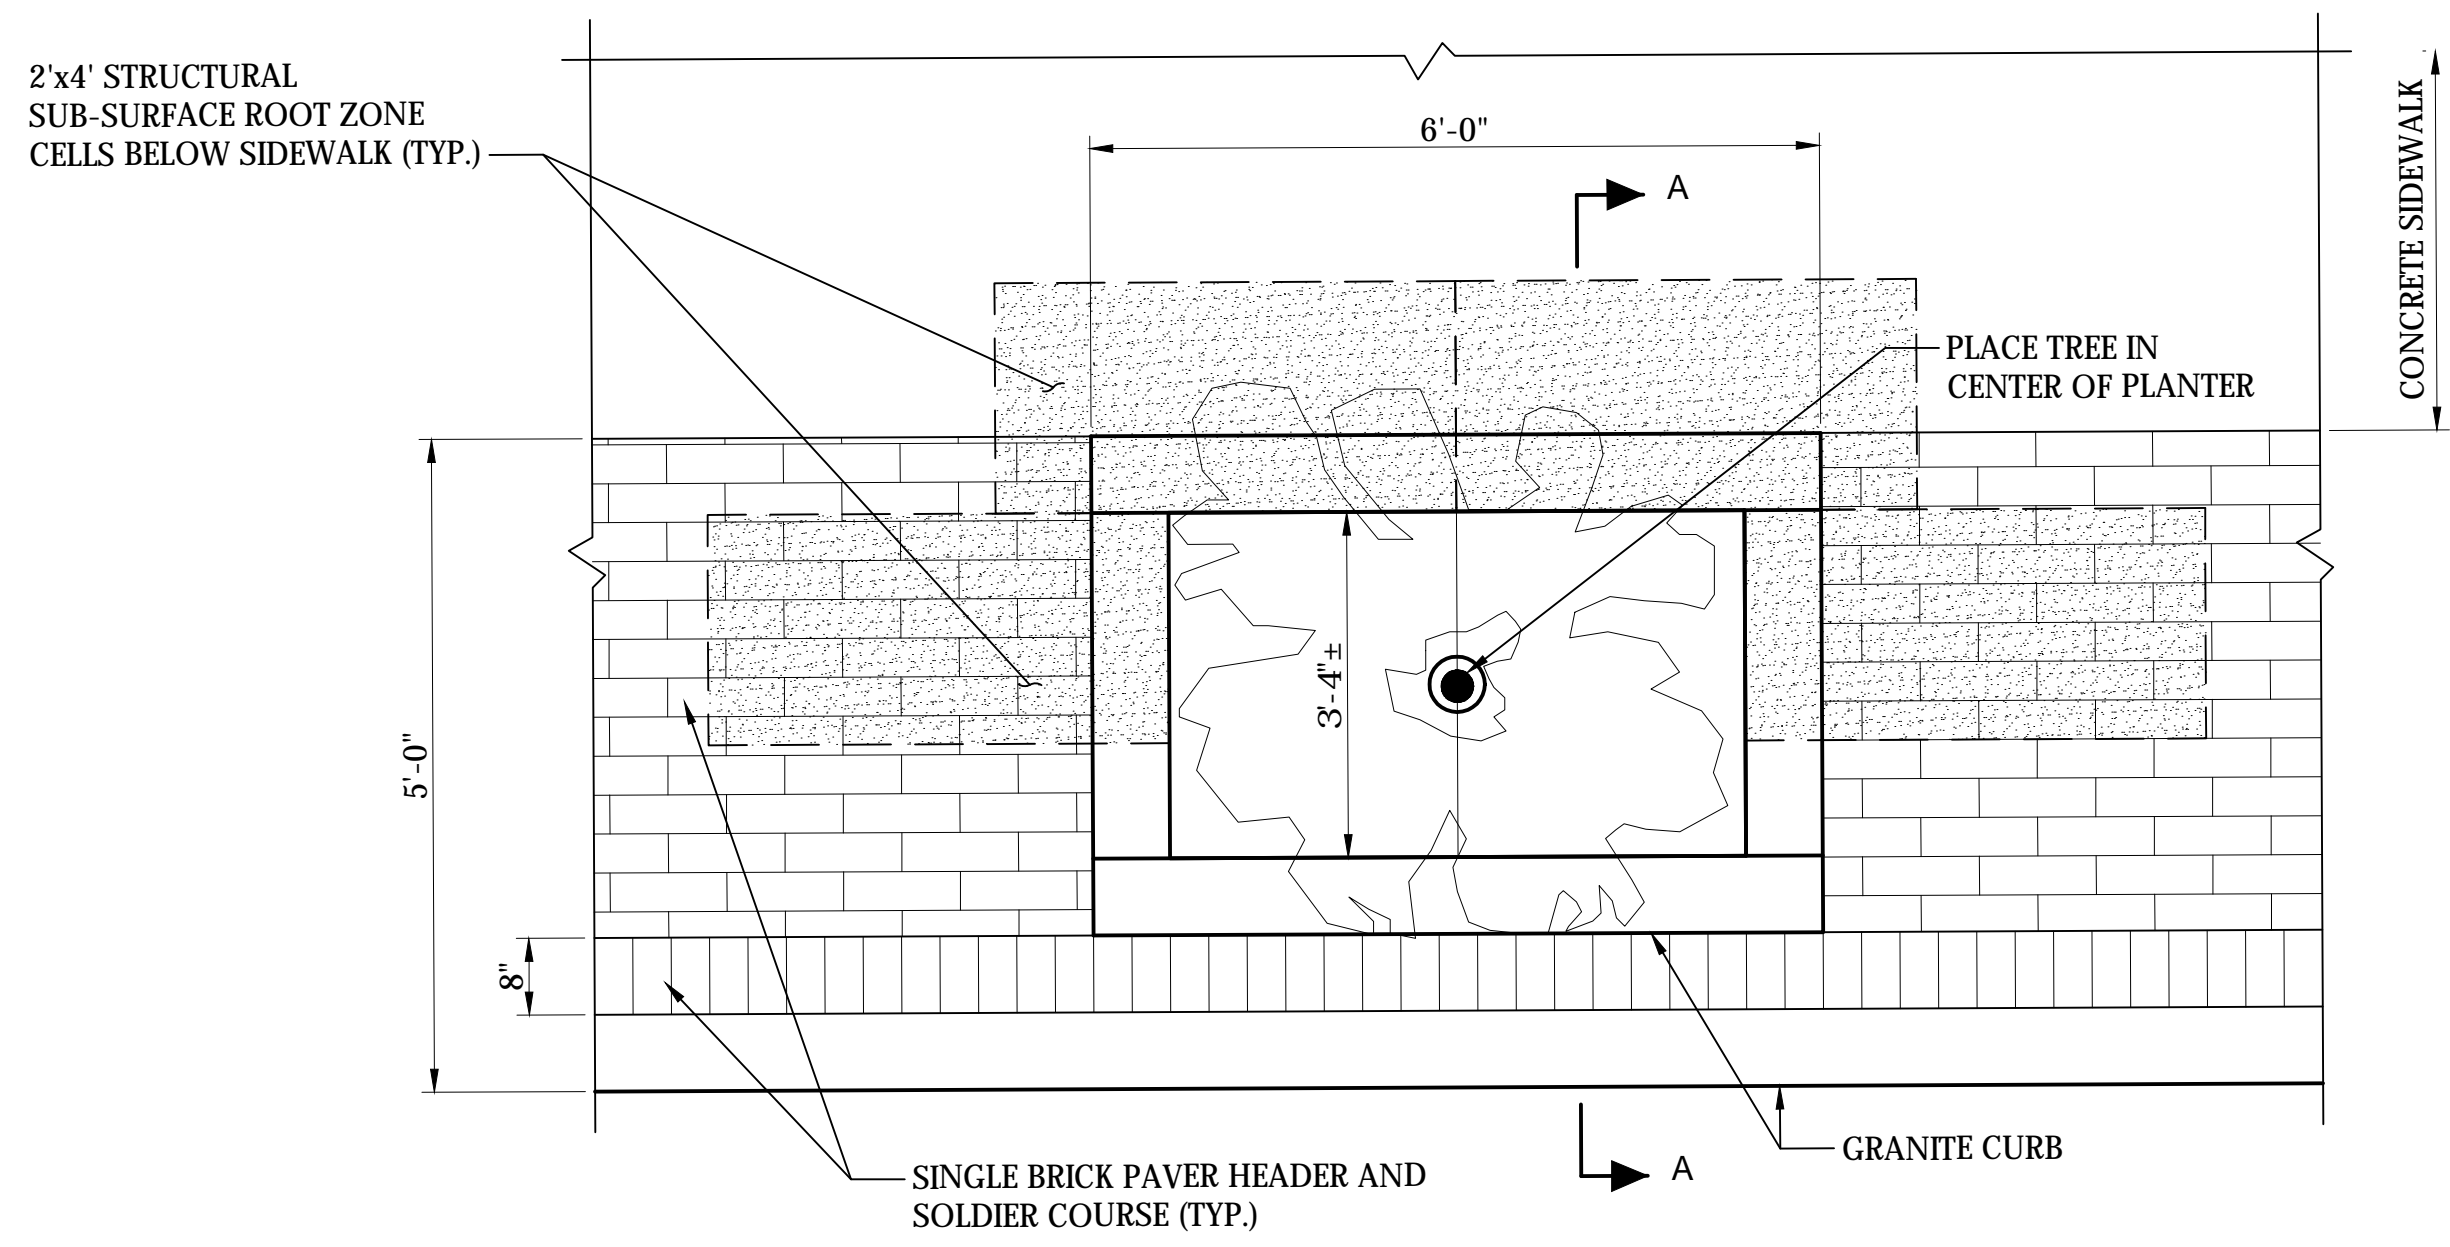 2'x4' STRUCTURAL
SUB-SURFACE ROOT ZONE
CELLS BELOW SIDEWALK (TYP.)
6'-0"
A
CONCRETE SIDEWALK
PLACE TREE IN
CENTER OF PLANTER
3'-4"±
5'-0"
8"
GRANITE CURB
A
SINGLE BRICK PAVER HEADER AND
SOLDIER COURSE (TYP.)